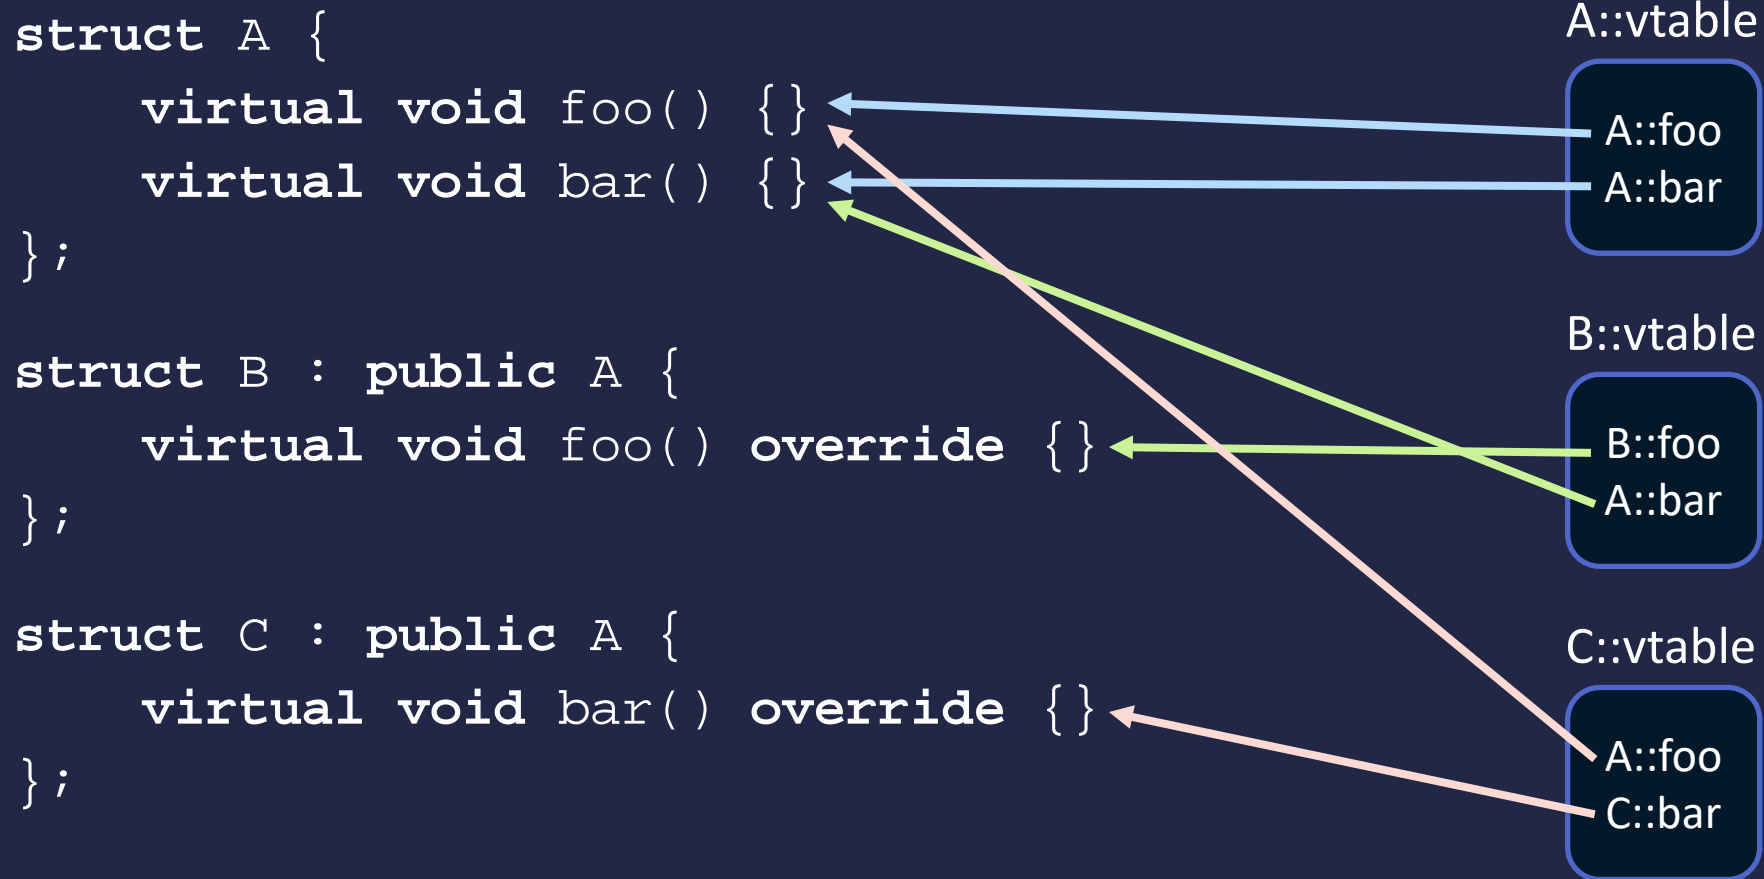 struct A {
    virtual void foo() {}
    virtual void bar() {}
};
struct B : public A {
    virtual void foo() override {}
};
struct C : public A {
    virtual void bar() override {}
};
A::vtable
A::foo
A::bar
B::vtable
B::foo
A::bar
C::vtable
A::foo
C::bar